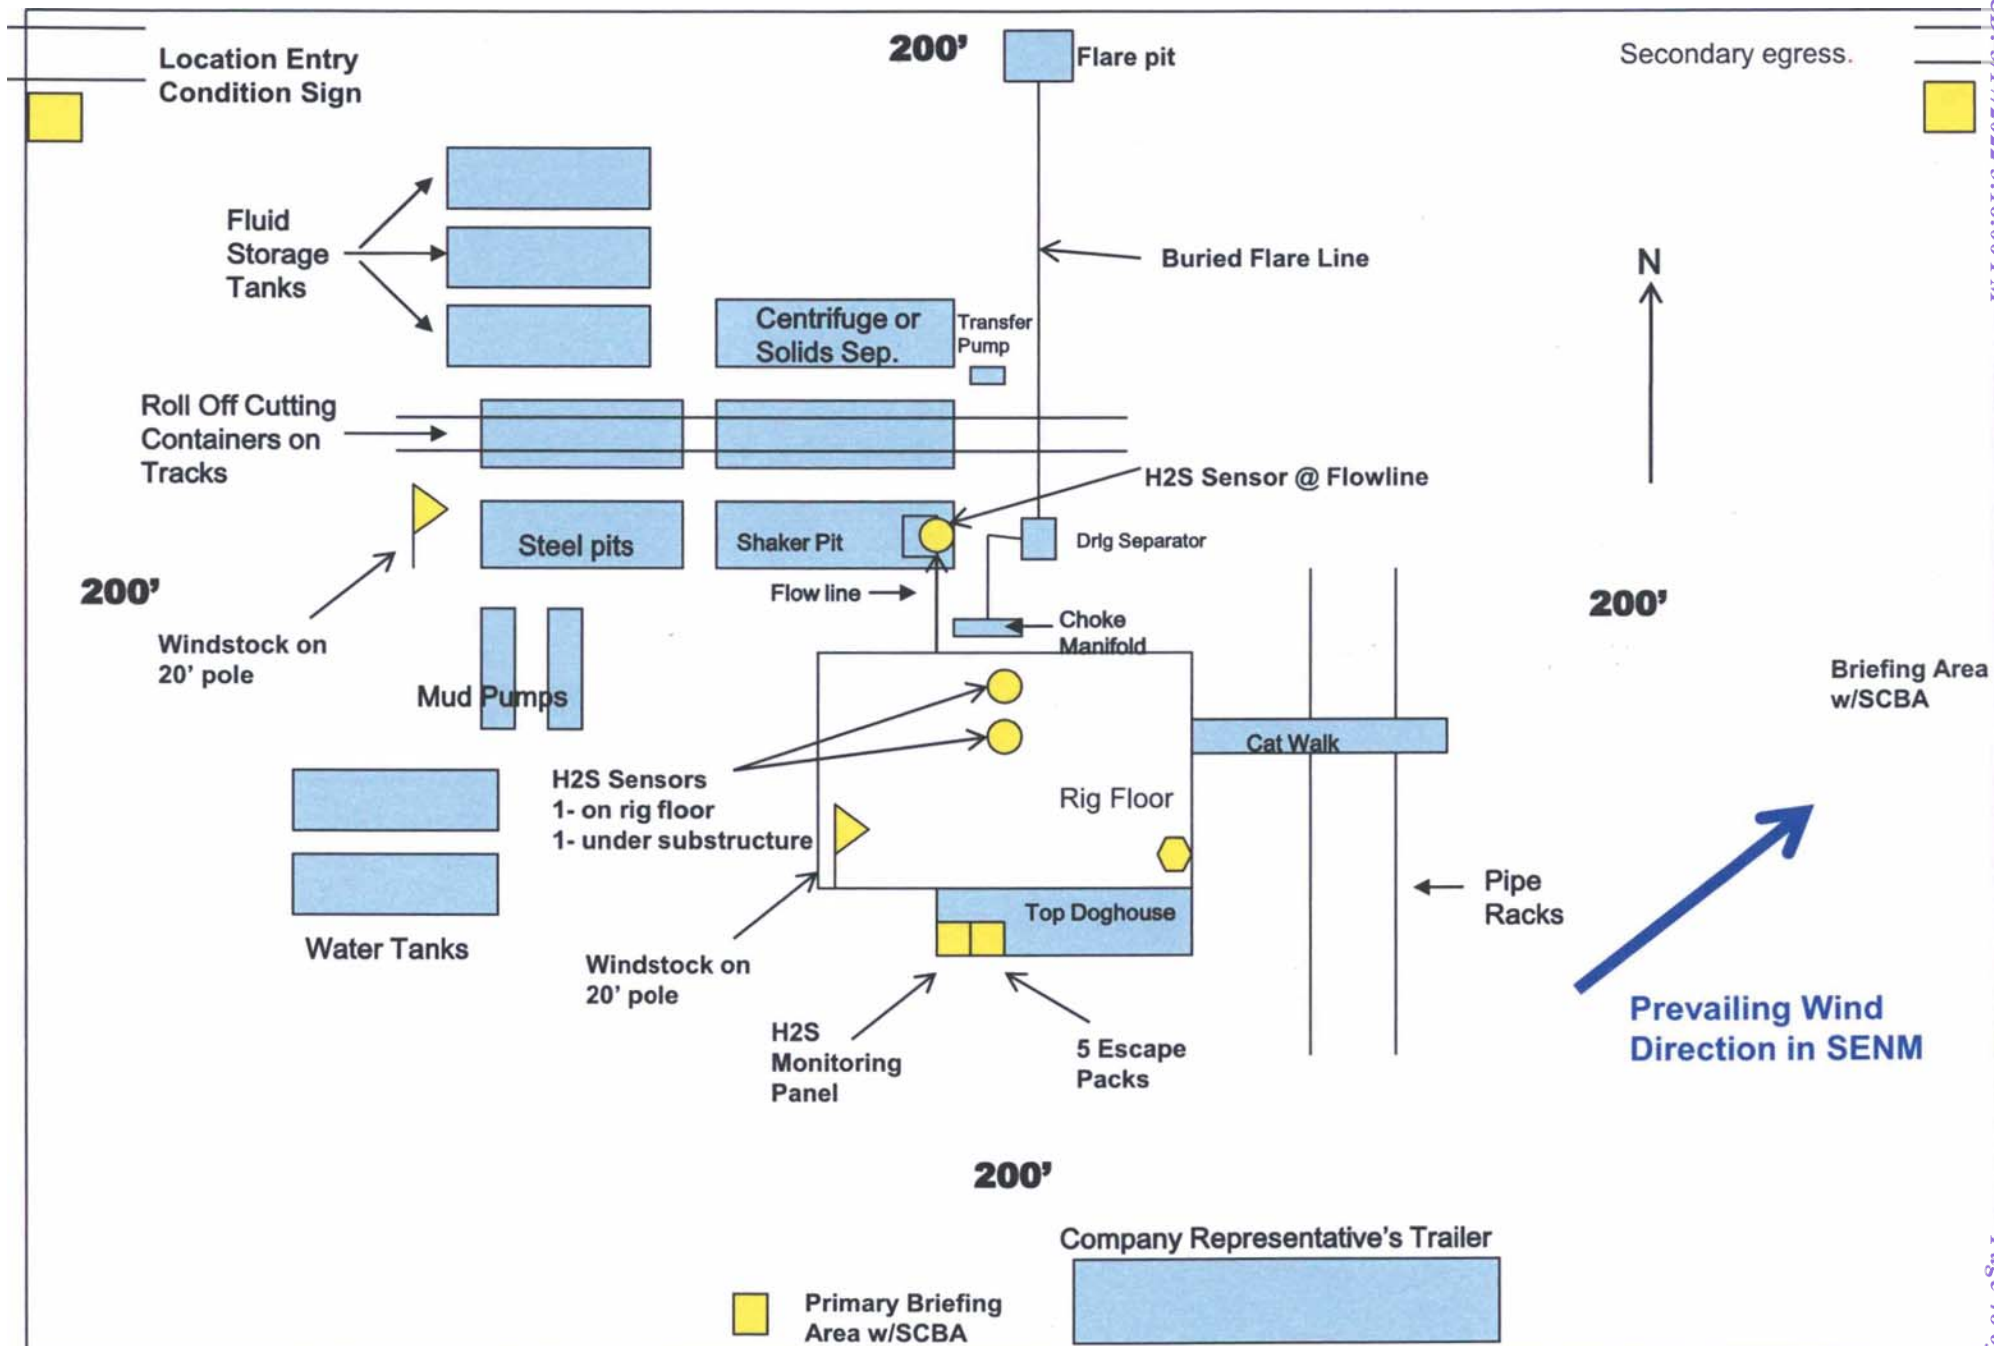 Location Entry
Condition Sign
200'
Flare pit
Secondary egress.
Fluid
Storage
Tanks
Buried Flare Line
N
Centrifuge or
Solids Sep.
Transfer
Pump
Roll Off Cutting
Containers on
Tracks
H2S Sensor @ Flowline
Steel pits
Shaker Pit
Drlg Separator
200'
Flow line
200'
Choke
Manifold
Windstock on
20' pole
Mud Pumps
Briefing Area
w/SCBA
Cat Walk
H2S Sensors
1- on rig floor
1- under substructure
Rig Floor
Pipe
Racks
Top Doghouse
Water Tanks
Windstock on
20' pole
Prevailing Wind
Direction in SENM
H2S
Monitoring
Panel
5 Escape
Packs
200'
Company Representative's Trailer
Primary Briefing
Area w/SCBA